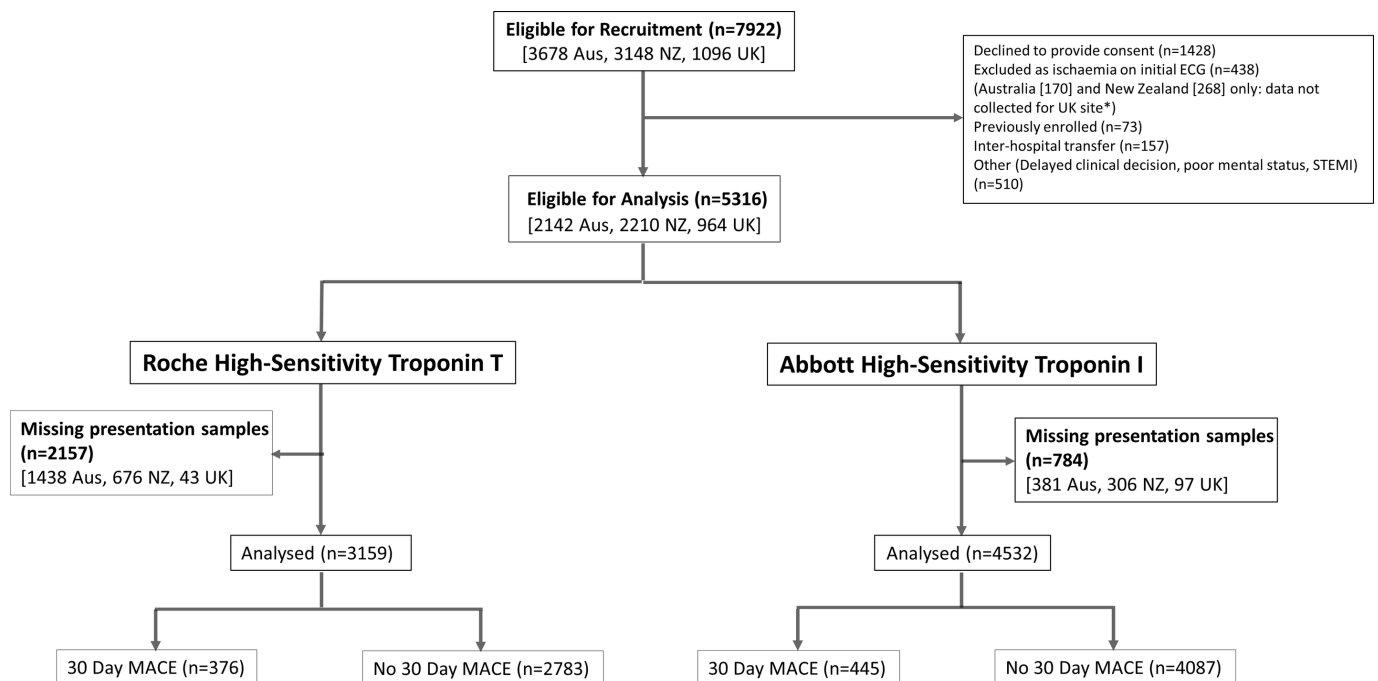 Eligible for Recruitment (n=7922)
[3678 Aus, 3148 NZ, 1096 UK]
Declined to provide consent (n=1428)
Excluded as ischaemia on initial ECG (n=438)
(Australia [170] and New Zealand [268] only: data not
collected for UK site*)
Previously enrolled (n=73)
Inter-hospital transfer (n=157)
Other (Delayed clinical decision, poor mental status, STEMI)
(n=510)
Eligible for Analysis (n=5316)
[2142 Aus, 2210 NZ, 964 UK]
Roche High-Sensitivity Troponin T
Abbott High-Sensitivity Troponin I
Missing presentation samples
(n=2157)
[1438 Aus, 676 NZ, 43 UK]
Missing presentation samples
(n=784)
[381 Aus, 306 NZ, 97 UK]
Analysed (n=3159)
Analysed (n=4532)
30 Day MACE (n=376)
No 30 Day MACE (n=2783)
30 Day MACE (n=445)
No 30 Day MACE (n=4087)